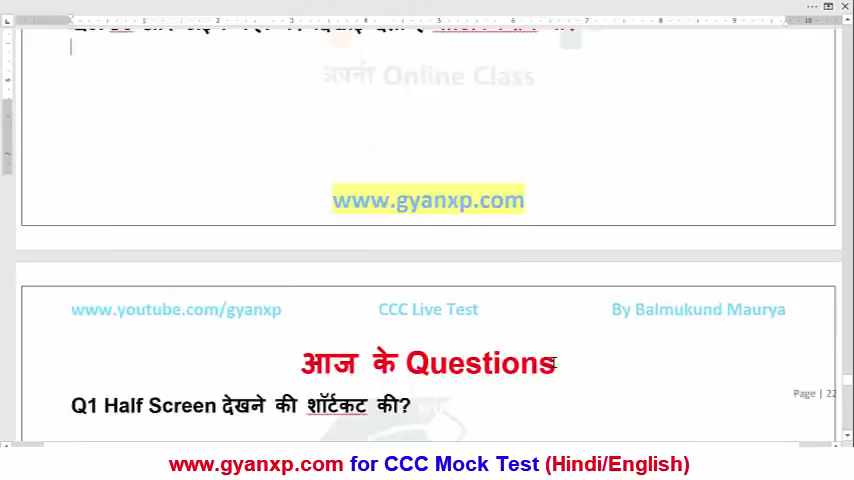 अपनी Online Class
www.gyanxp.com
www.youtube.com/gyanxp CCC Live Test By Balmukund Maurya
आज के Questions
Page | 22
Q1 Half Screen देखने की शॉर्टकट की?
www.gyanxp.com for CCC Mock Test (Hindi/English)